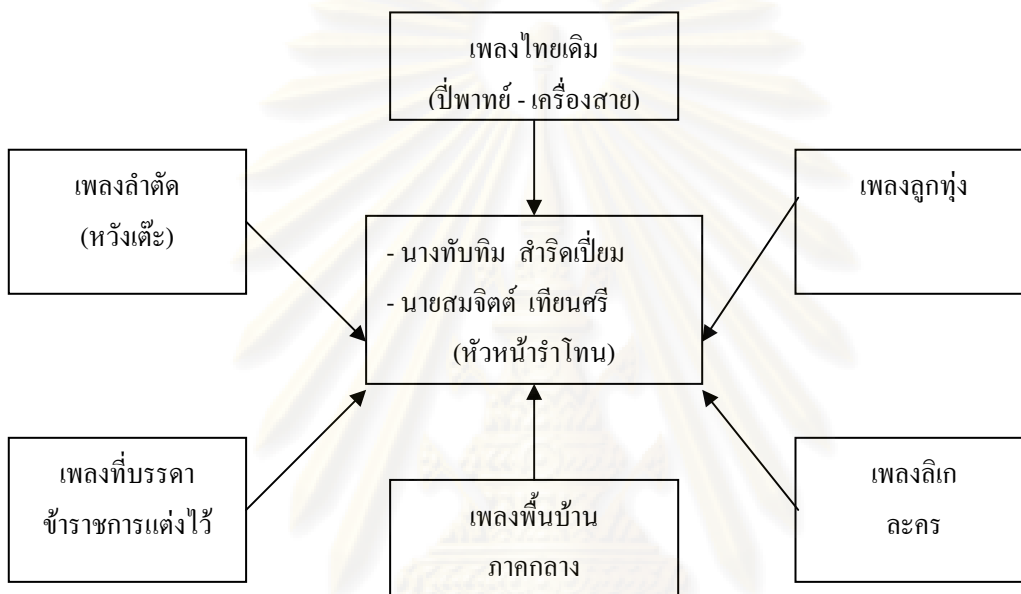 เพลงไทยเดิม
(ปี่พาทย์ - เครื่องสาย)
เพลงลำตัด
(หวังเต๊ะ)
เพลงลูกทุ่ง
- นางทับทิม สำริดเปี่ยม
- นายสมจิตต์ เทียนศรี
(หัวหน้ารำโทน)
เพลงที่บรรดา
ข้าราชการแต่งไว้
เพลงพื้นบ้าน
ภาคกลาง
เพลงลิเก
ละคร